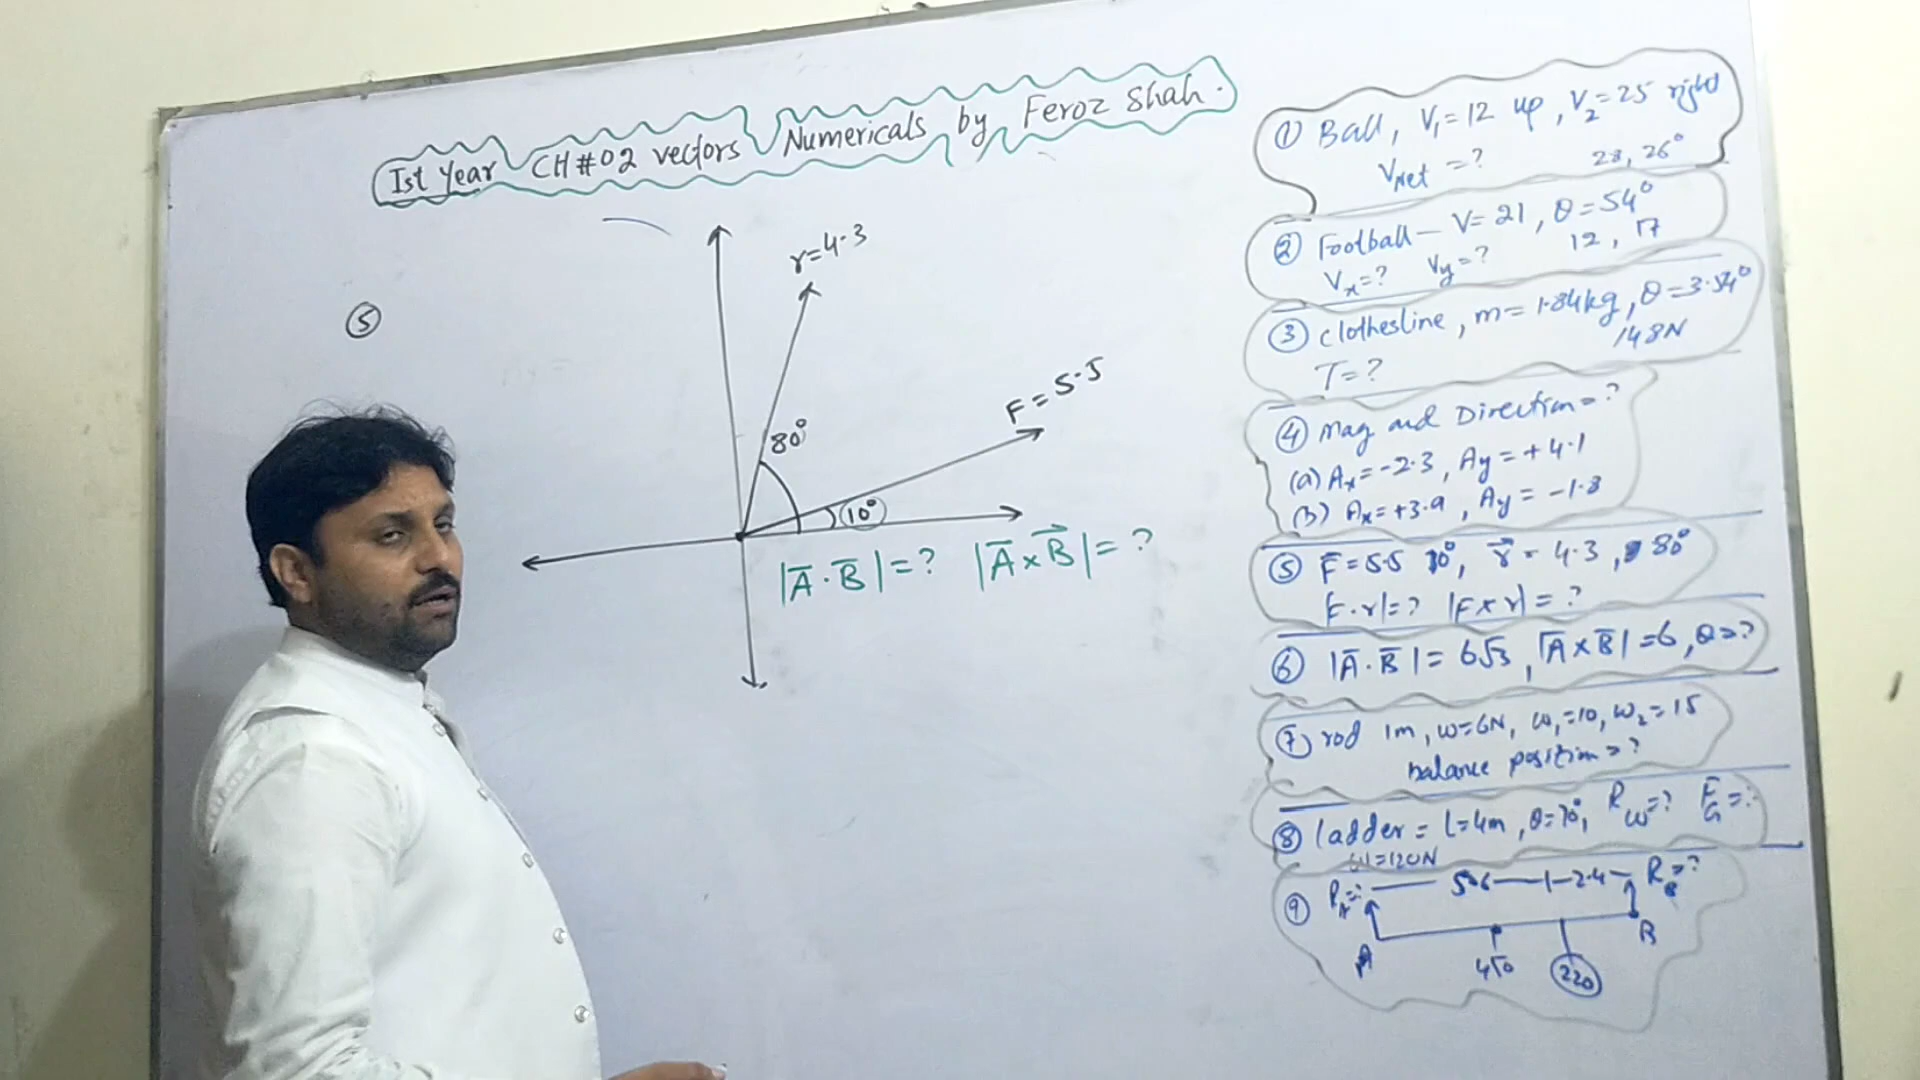 Ist Year CH#02 vectors Numericals by Feroz Shah.
5
r=4.3
F=5.5
80°
10°
|A̅·B̅|=? |A̅×B⃗|=?
① Ball, V₁=12 up, V₂=25 right
VNet =? 28, 26°
② Football — V=21, θ=54°
Vx=? Vy=? 12, 17
③ Clothesline, m=1.84kg, θ=3.54°
T=? 148N
④ Mag and Direction=?
(a) Ax=-2.3, Ay=+4.1
(b) Ax=+3.9, Ay=-1.8
⑤ F̅=5.5 10°, r⃗=4.3, 80°
|F·r|=? |F×r|=?
⑥ |A̅·B̅|=6√3, |A̅×B̅|=6, θ=?
⑦ rod 1m, w=6N, ω₁=10, ω₂=15
balance position=?
⑧ ladder = l=4m, θ=70°, Rω=? FG=?
W=120N
⑨ RA=? 5.6 2.4 RB=?
A B
450 220